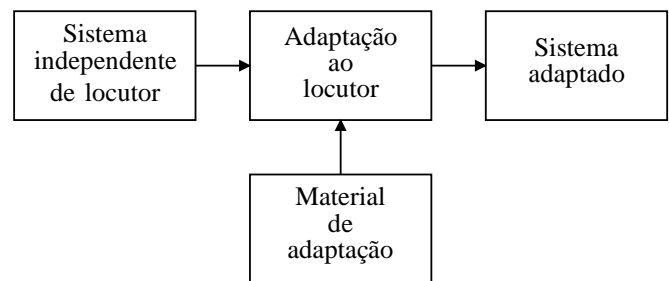 Sistema
independente
de locutor
Adaptação
ao
locutor
Sistema
adaptado
Material
de
adaptação